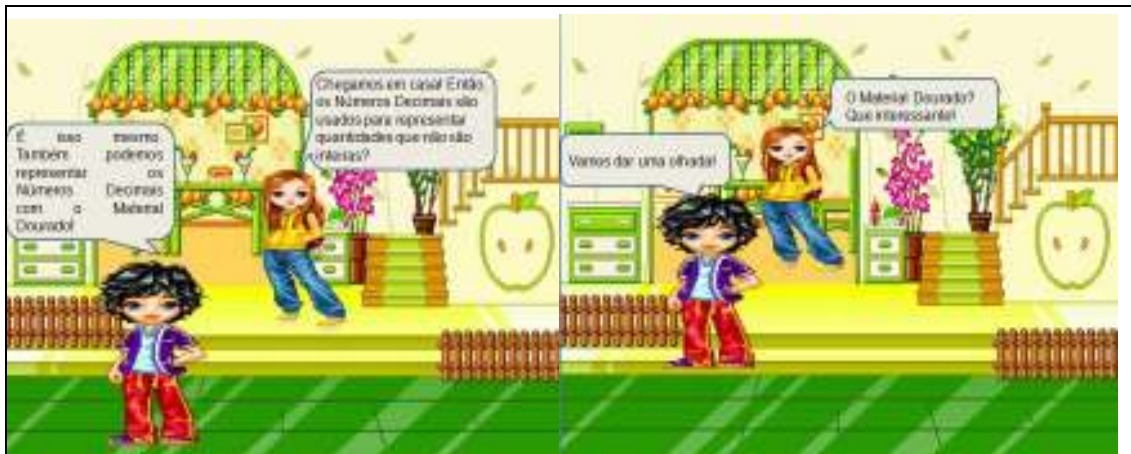 Chegamos em casa! Então
os Números Decimais são
usados para representar
quantidades que não são
inteiras?
É isso mesmo
Também podemos
representar os
Números Decimais
com o Material
Dourado!
O Material Dourado?
Que interessante!
Vamos dar uma olhada!